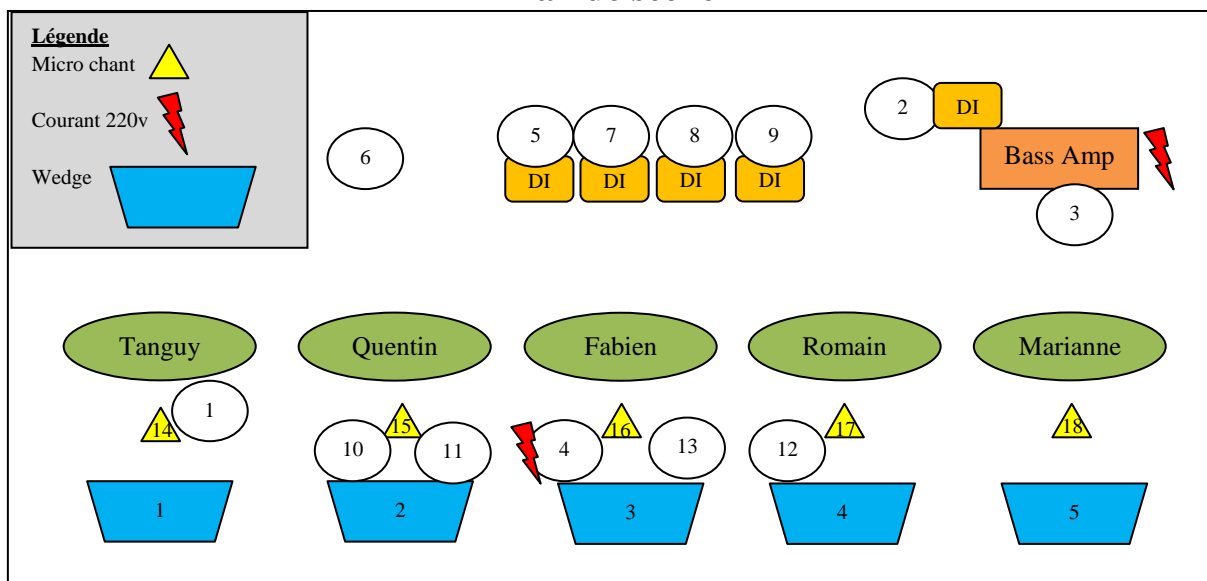 Légende
Micro chant
Courant 220v
Wedge
6
5 7 8 9
DI DI DI DI
2 DI
Bass Amp
3
Tanguy Quentin Fabien Romain Marianne
14 1 15 16 17 18
10 11 4 13 12
1 2 3 4 5